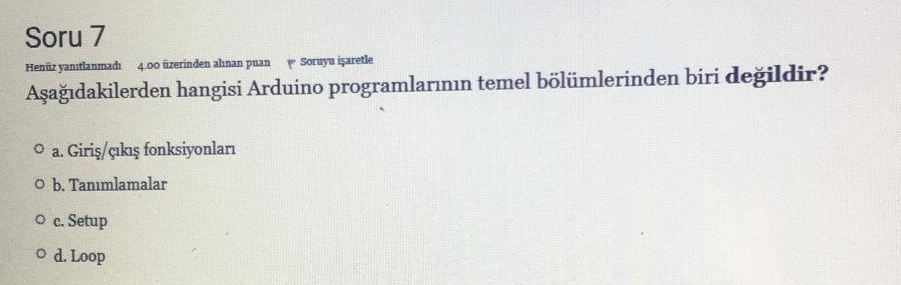 Soru 7
Henüz yanıtlanmadı 4.00 üzerinden alınan puan Soruyu işaretle
Aşağıdakilerden hangisi Arduino programlarının temel bölümlerinden biri değildir?
a. Giriş/çıkış fonksiyonları
b. Tanımlamalar
c. Setup
d. Loop